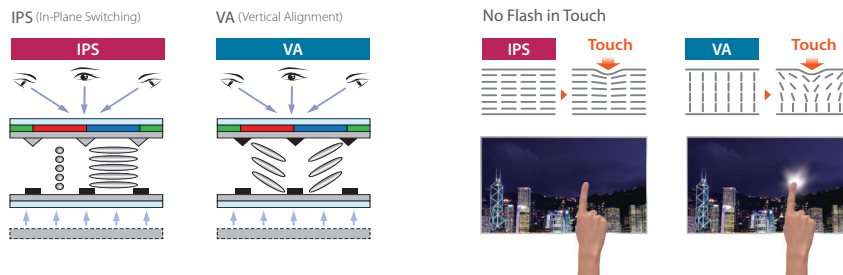 IPS (In-Plane Switching)
VA (Vertical Alignment)
No Flash in Touch
IPS
VA
IPS
Touch
VA
Touch